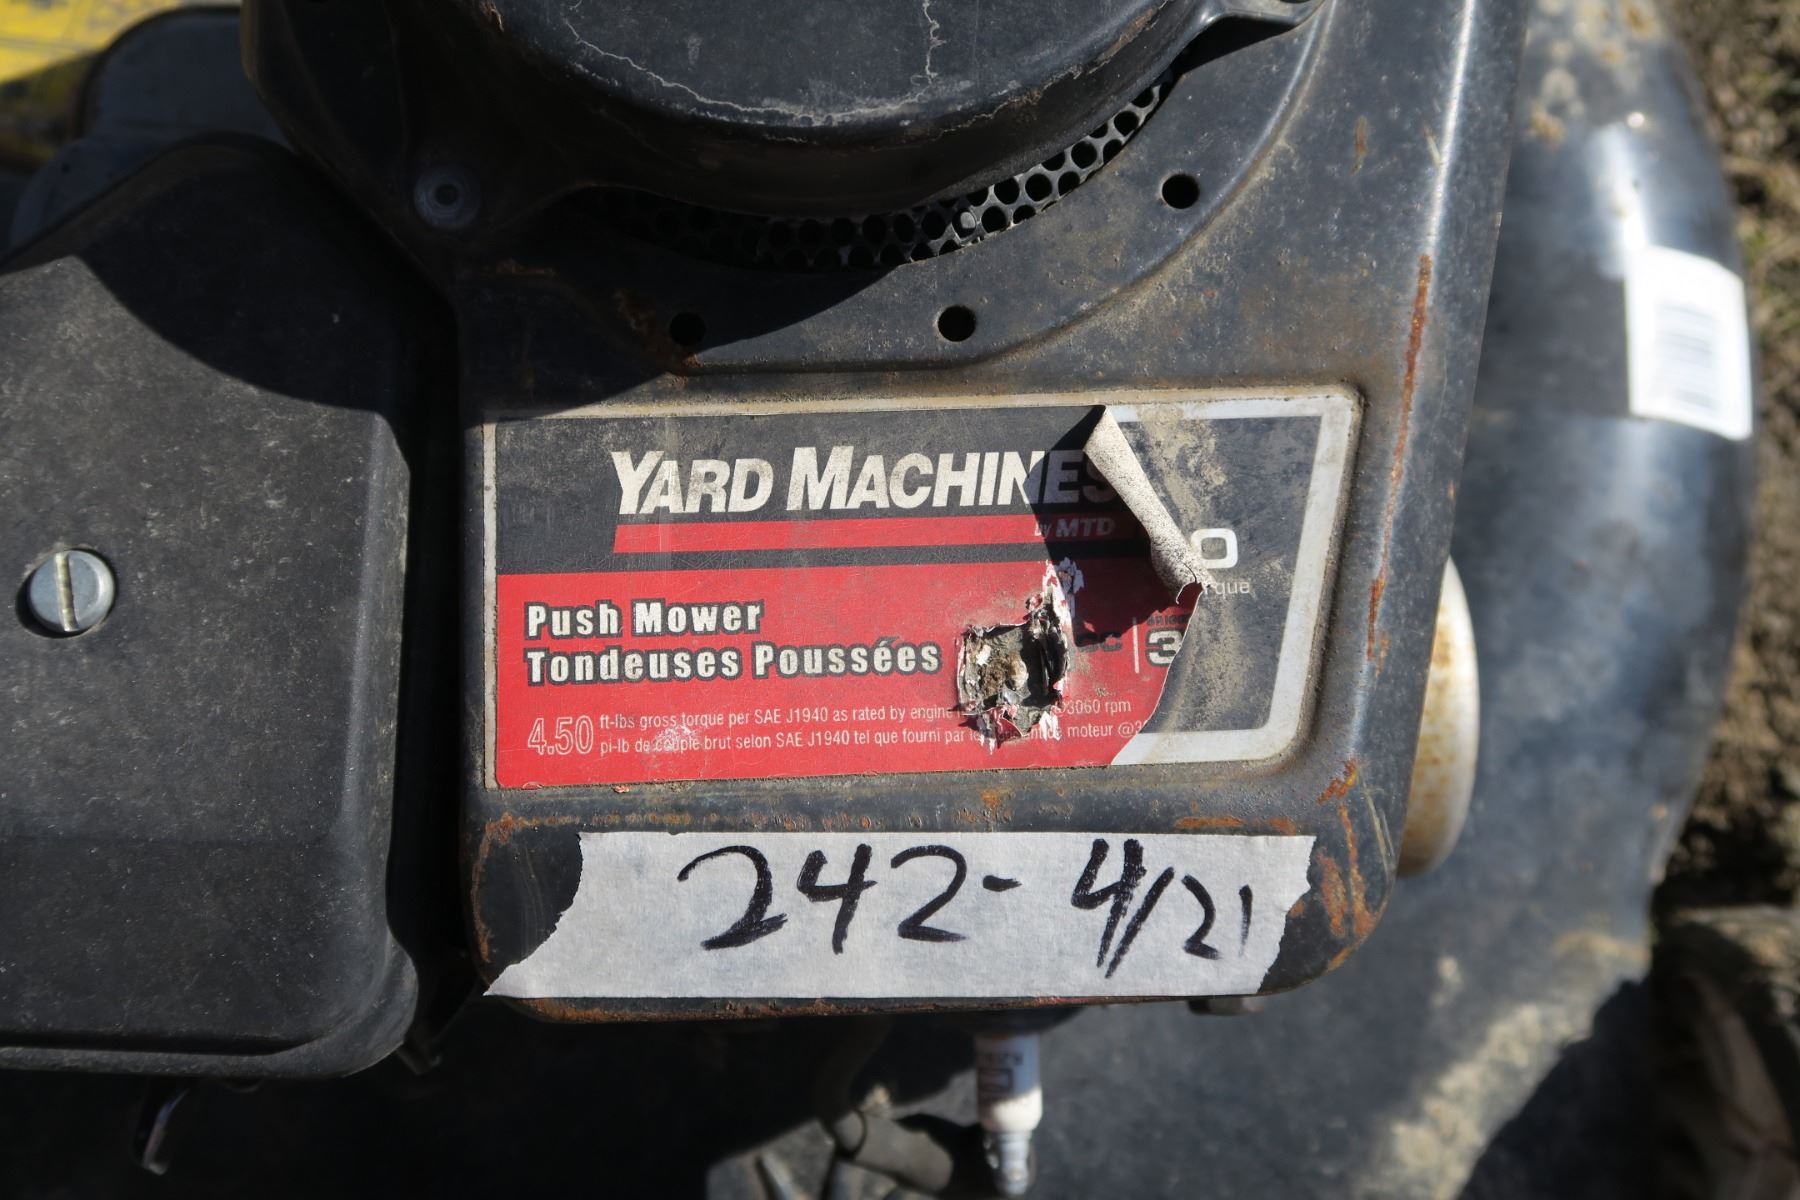 YARD MACHINES
by MTD
Push Mower
Tondeuses Poussées
4.50 ft-lbs gross torque per SAE J1940 as rated by engine 3060 rpm
pi-lb de couple brut selon SAE J1940 tel que fourni par moteur
242-4/21